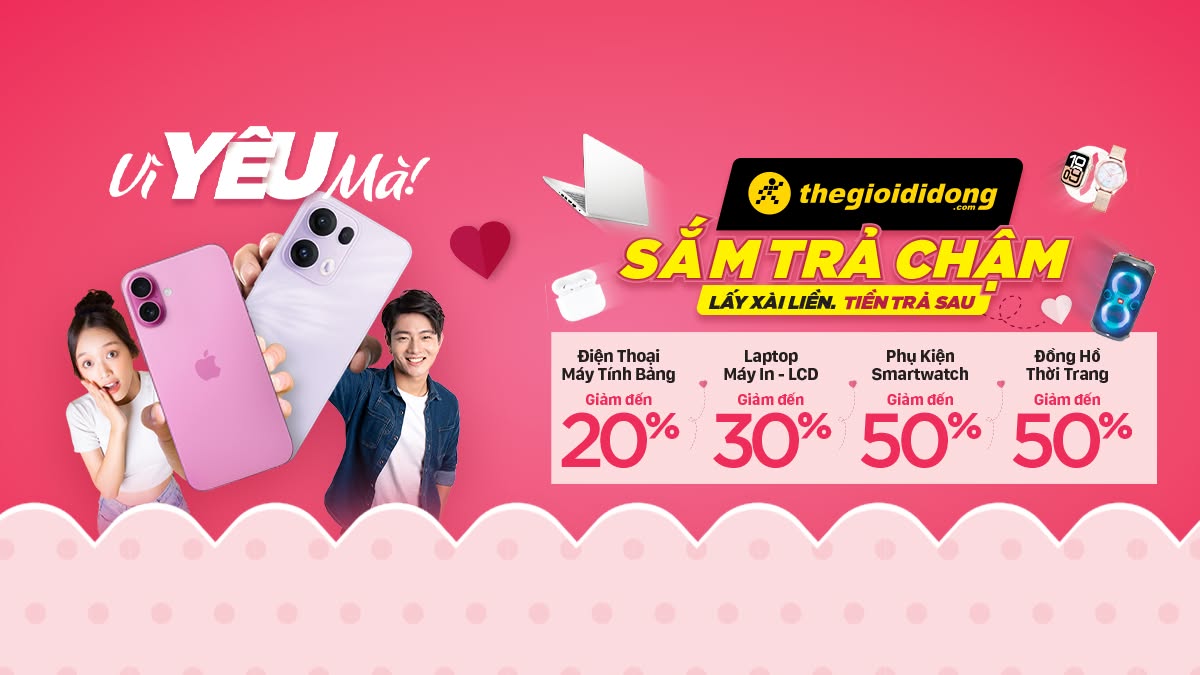 Vì YÊU Mà!
thegioididong
.com
SẮM TRẢ CHẬM
LẤY XÀI LIỀN. TIỀN TRẢ SAU
Điện Thoại
Máy Tính Bảng
Giảm đến
20%
Laptop
Máy In - LCD
Giảm đến
30%
Phụ Kiện
Smartwatch
Giảm đến
50%
Đồng Hồ
Thời Trang
Giảm đến
50%